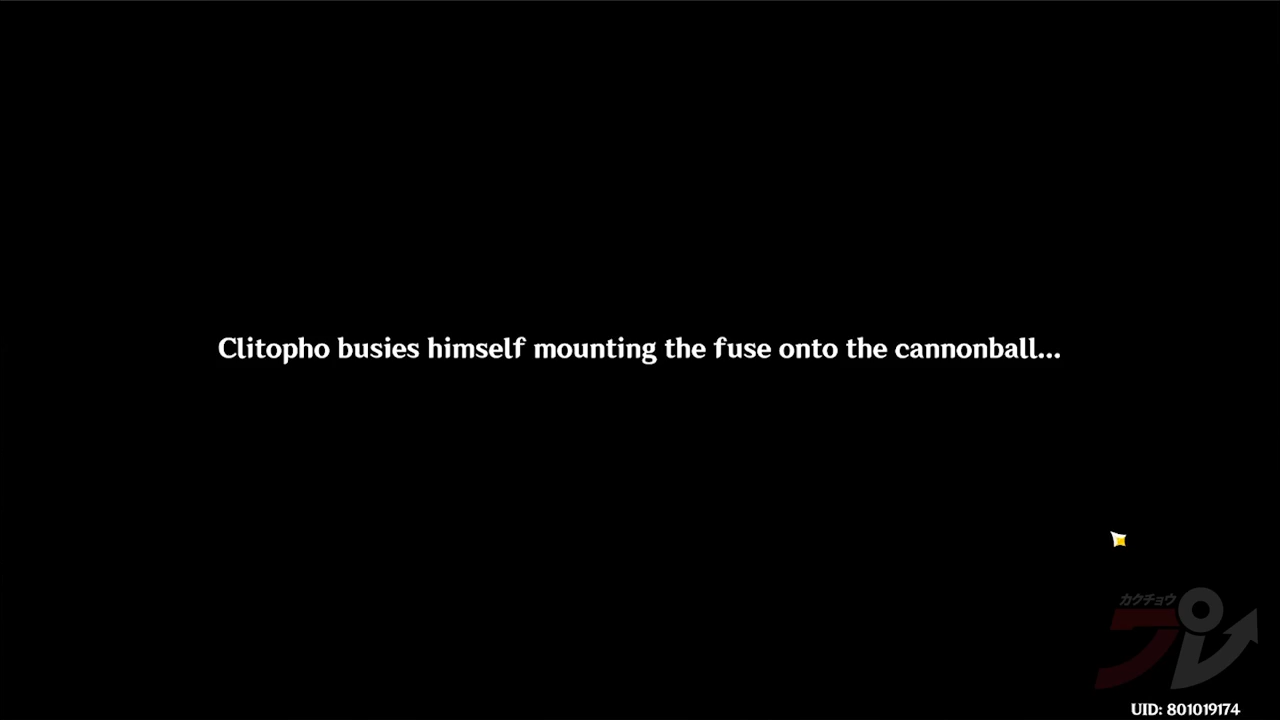 Clitopho busies himself mounting the fuse onto the cannonball...
カクチョウ
プレ
UID: 801019174